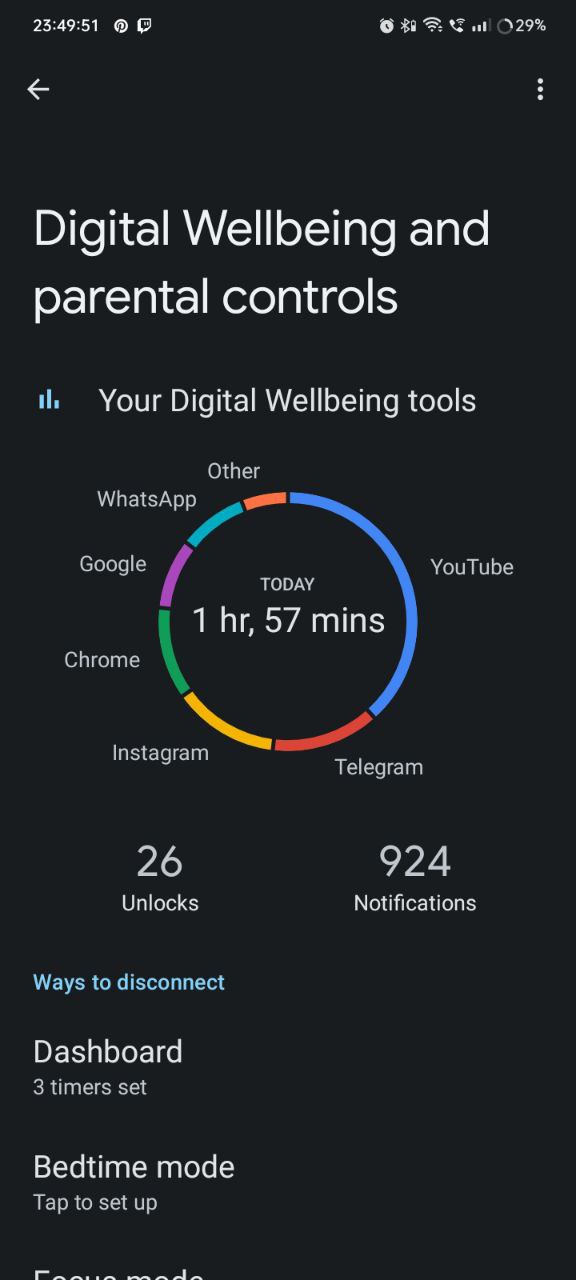 23:49:51 29%
Digital Wellbeing and
parental controls
Your Digital Wellbeing tools
Other
WhatsApp
Google
YouTube
TODAY
1 hr, 57 mins
Chrome
Instagram
Telegram
26 924
Unlocks Notifications
Ways to disconnect
Dashboard
3 timers set
Bedtime mode
Tap to set up
Focus mode